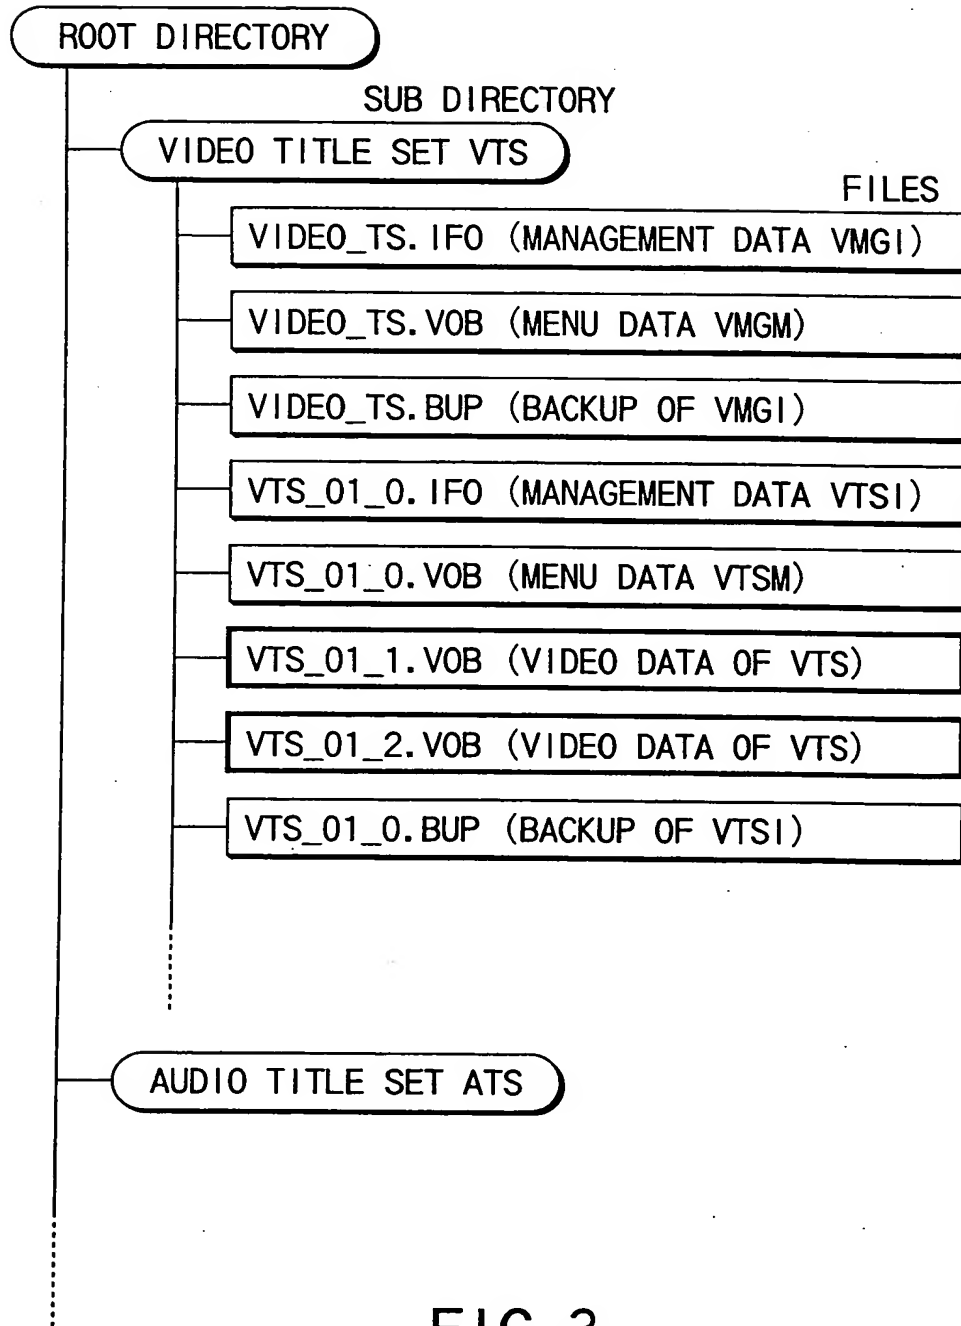 ROOT DIRECTORY
SUB DIRECTORY
VIDEO TITLE SET VTS
FILES
VIDEO_TS.IFO (MANAGEMENT DATA VMGI)
VIDEO_TS.VOB (MENU DATA VMGM)
VIDEO_TS.BUP (BACKUP OF VMGI)
VTS_01_0.IFO (MANAGEMENT DATA VTSI)
VTS_01_0.VOB (MENU DATA VTSM)
VTS_01_1.VOB (VIDEO DATA OF VTS)
VTS_01_2.VOB (VIDEO DATA OF VTS)
VTS_01_0.BUP (BACKUP OF VTSI)
AUDIO TITLE SET ATS